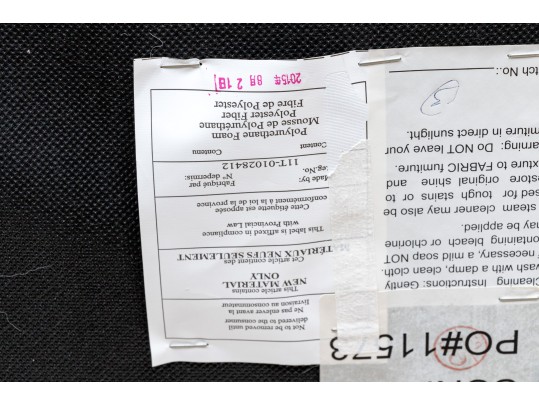 Not to be removed until
delivered to the consumer
Ne pas enlever avant
livraison au consommateur
This article contains
NEW MATERIAL
ONLY
Cet article contient des
TÉRIAUX NEUFS SEULEMENT
This label is affixed in compliance
with Provincial Law
Cette étiquette est apposée
conformément à la loi de la province
Made by: Fabriqué par
Reg.No. N° depermis:
11T-01028412
Content Contenu
Polyurethane Foam
Mousse de Polyuréthane
Polyester Fiber
Fibre de Polyester
2015年 8月 21日
PO#11573
Cleaning Instructions: Gently
wash with a damp, clean cloth.
necessary, a mild soap NOT
containing bleach or chlorine
may be applied.
steam cleaner may also be
used for tough stains or to
restore original shine and
texture to FABRIC furniture.
Warning: Do NOT leave your
furniture in direct sunlight.
tch No.: